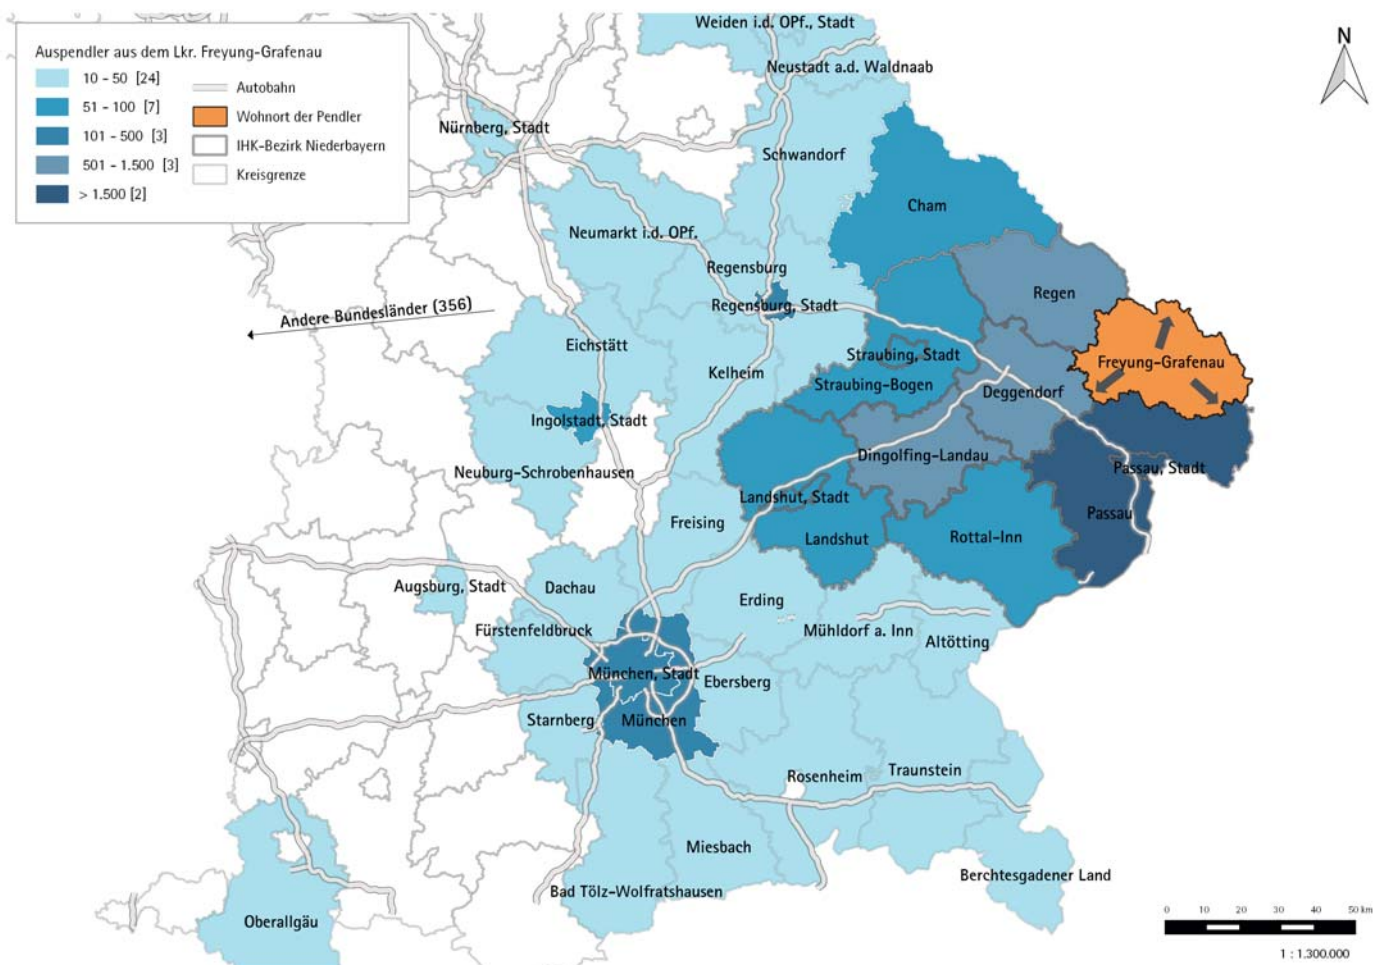 Auspendler aus dem Lkr. Freyung-Grafenau
10 - 50 [24]
51 - 100 [7]
101 - 500 [3]
501 - 1.500 [3]
> 1.500 [2]
Autobahn
Wohnort der Pendler
IHK-Bezirk Niederbayern
Kreisgrenze
N
Weiden i.d. OPf., Stadt
Neustadt a.d. Waldnaab
Nürnberg, Stadt
Schwandorf
Cham
Neumarkt i.d. OPf.
Regensburg
Regen
Regensburg, Stadt
Andere Bundesländer (356)
Eichstätt
Straubing, Stadt
Freyung-Grafenau
Kelheim
Straubing-Bogen
Deggendorf
Ingolstadt, Stadt
Dingolfing-Landau
Neuburg-Schrobenhausen
Passau, Stadt
Landshut, Stadt
Passau
Freising
Landshut
Rottal-Inn
Augsburg, Stadt
Dachau
Erding
Fürstenfeldbruck
Mühldorf a. Inn
Altötting
München, Stadt
Ebersberg
Starnberg
München
Rosenheim
Traunstein
Miesbach
Berchtesgadener Land
Bad Tölz-Wolfratshausen
Oberallgäu
0 10 20 30 40 50 km
1 : 1.300.000